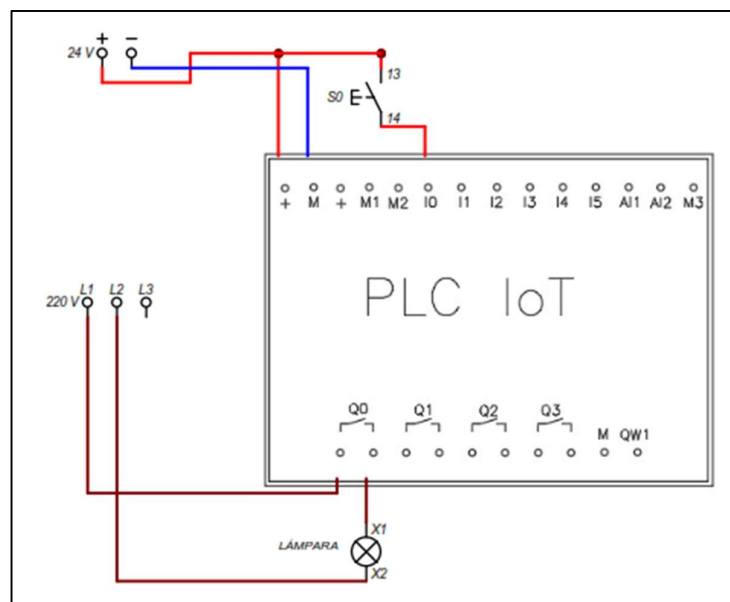 + −
24 V
13
S0
14
+ M + M1 M2 I0 I1 I2 I3 I4 I5 AI1 AI2 M3
L1 L2 L3
220 V
PLC IoT
Q0 Q1 Q2 Q3
M QW1
X1
LÁMPARA
X2